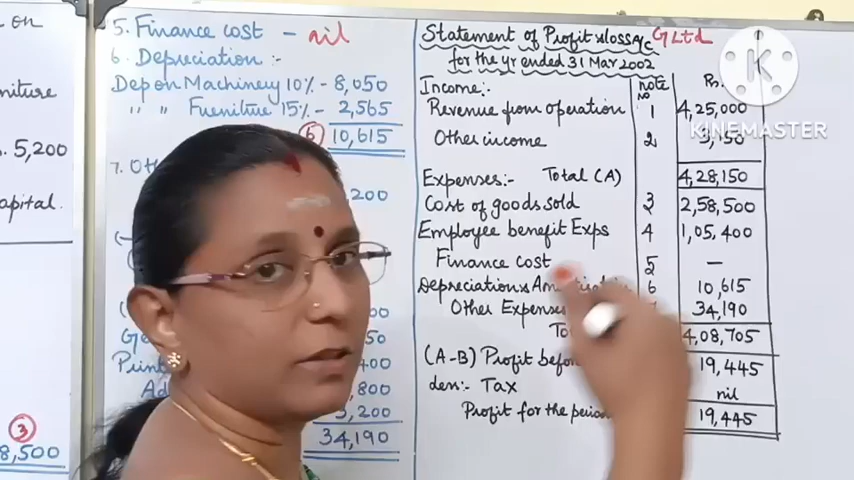 on
niture
. 5,200
apital.
3
8,500
5. Finance cost - nil
6. Depreciation :-
Dep on Machinery 10% - 8,050
" " Furniture 15% - 2,565
6 10,615
7. Ot
200
00
50
400
,800
5,200
34,190
Statement of Profit & loss A/c G Ltd
for the yr ended 31 Mar 2002
Income:- note No Rs.
Revenue from operation 1 4,25,000
Other income 2 3,150
Total (A) 4,28,150
Expenses:-
Cost of goods sold 3 2,58,500
Employee benefit Exps 4 1,05,400
Finance cost 5 —
Depreciation & 6 10,615
Other Expenses 34,190
4,08,705
(A-B) Profit 19,445
Tax nil
Profit for the period 19,445
K
KINEMASTER